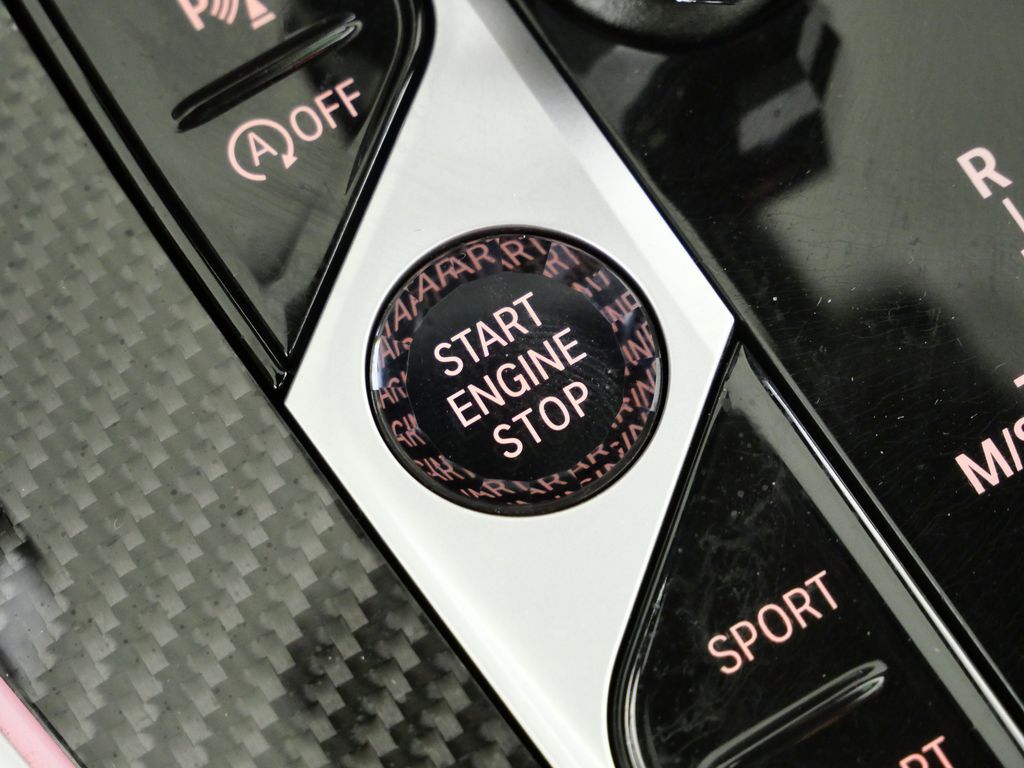 P
A OFF
R
START
ENGINE
STOP
M/S
SPORT